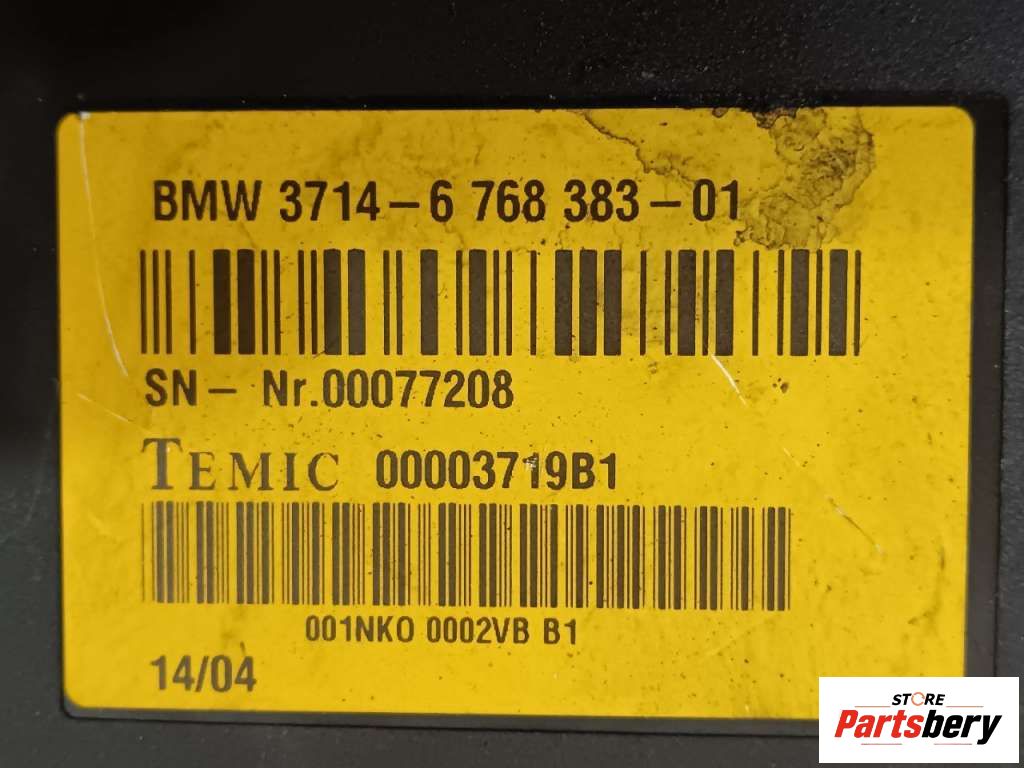 BMW 3714-6 768 383-01
SN- Nr.00077208
TEMIC 00003719B1
001NKO 0002VB B1
14/04
STORE
Partsbery